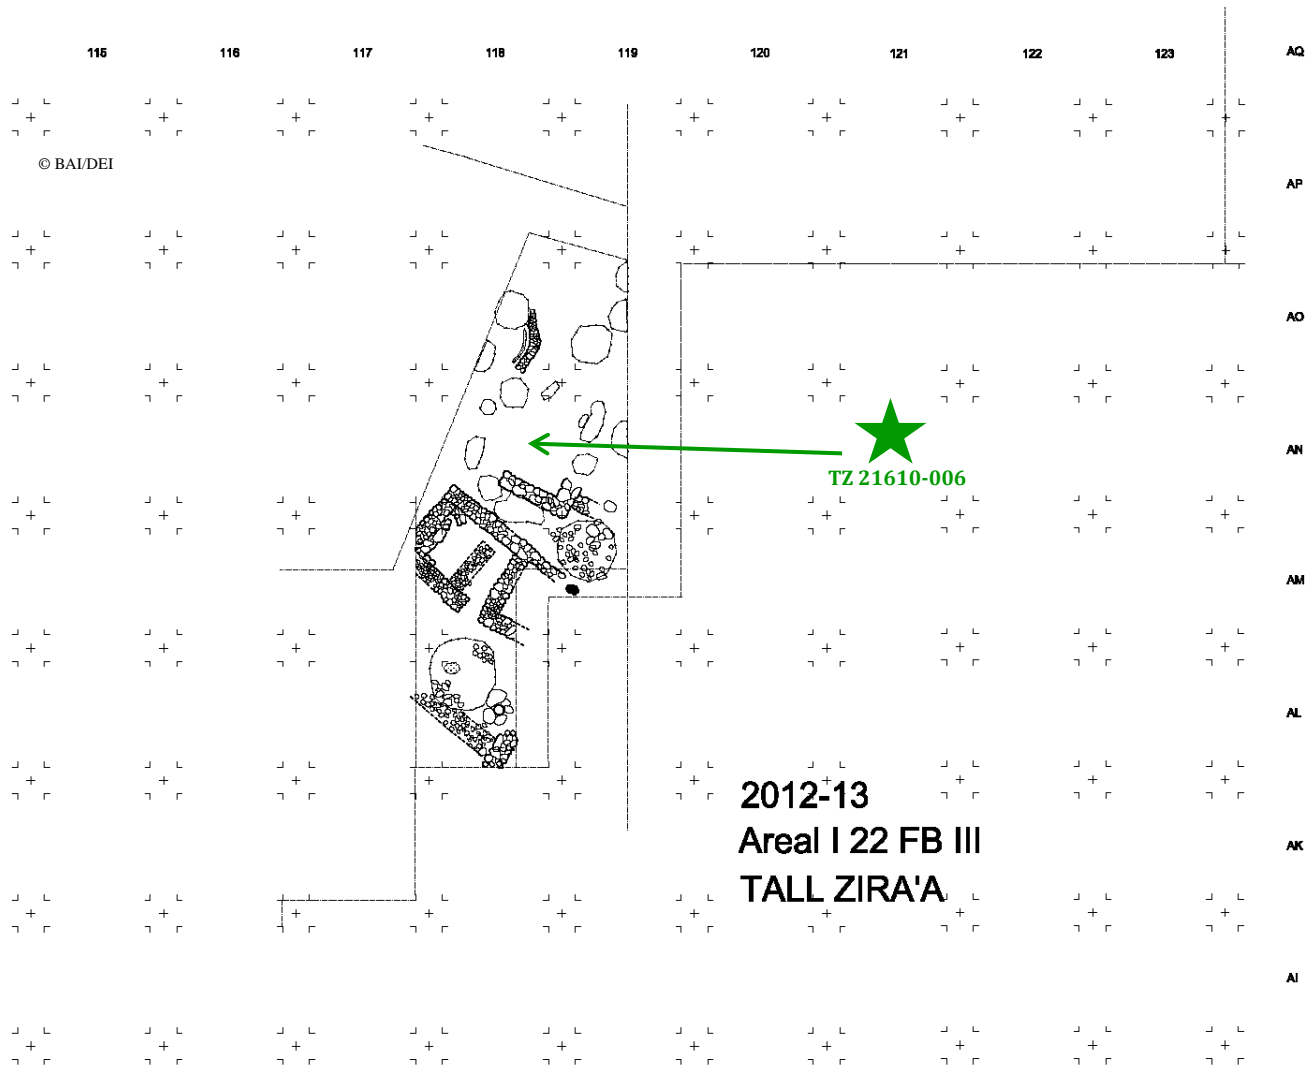 115 116 117 118 119 120 121 122 123 AQ
© BAI/DEI
AP
AO
AN
TZ 21610-006
AM
AL
2012-13
Areal I 22 FB III
AK
TALL ZIRA'A
AI